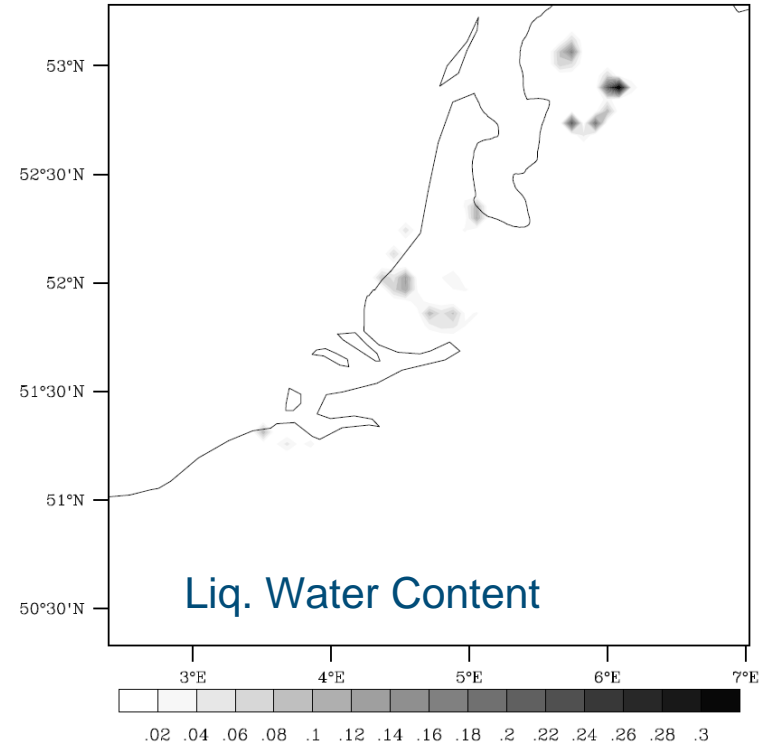 53°N
52°30'N
52°N
51°30'N
51°N
50°30'N
Liq. Water Content
3°E 4°E 5°E 6°E 7°E
.02 .04 .06 .08 .1 .12 .14 .16 .18 .2 .22 .24 .26 .28 .3